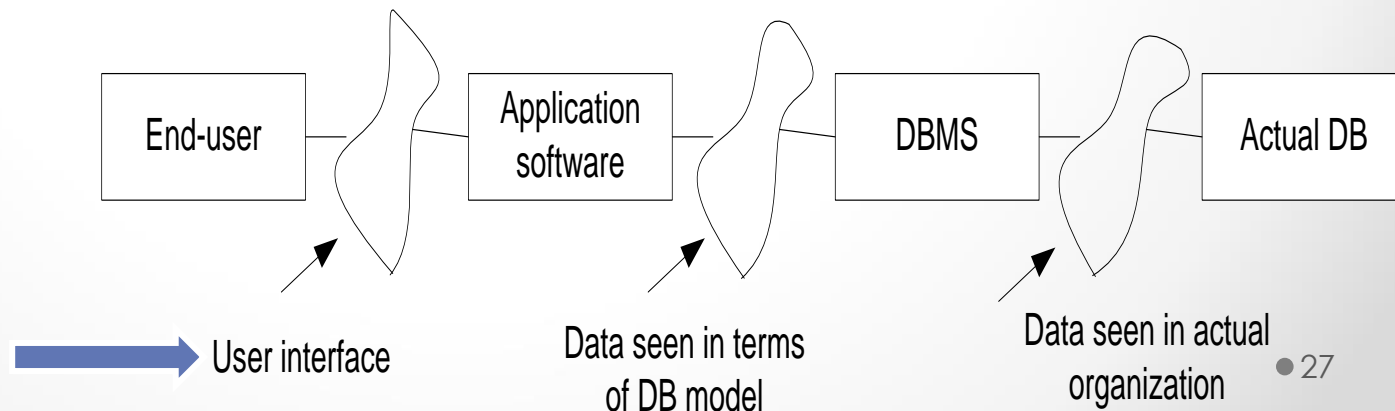 End-user
Application
software
DBMS
Actual DB
User interface
Data seen in terms
of DB model
Data seen in actual
organization
27